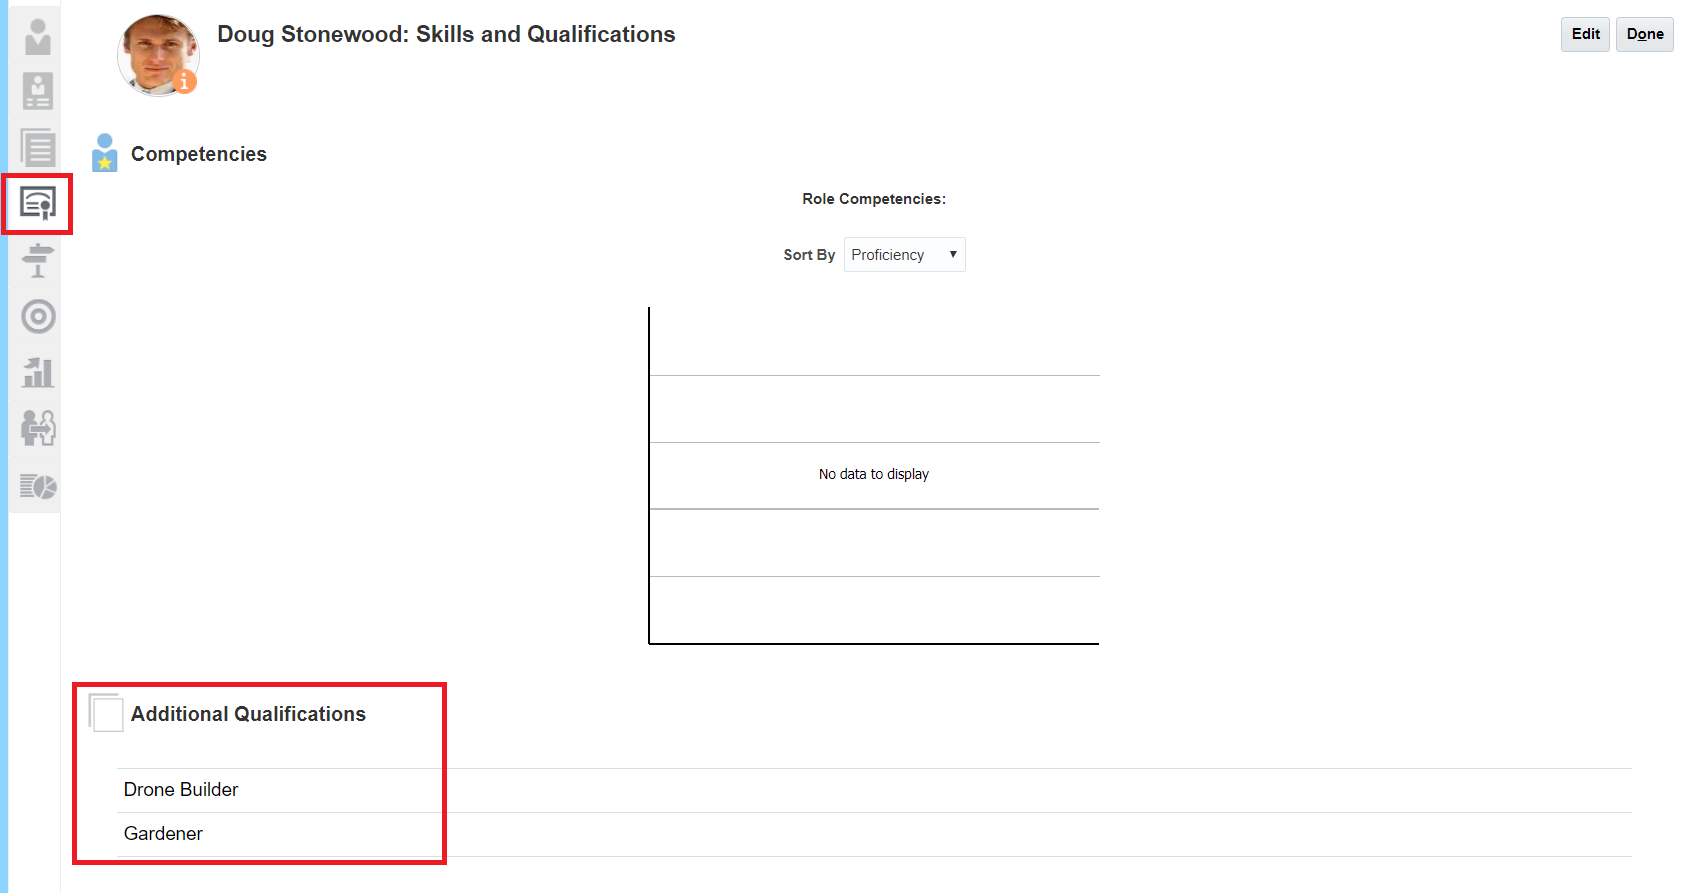 Doug Stonewood: Skills and Qualifications
Edit
Done
i
Competencies
Role Competencies:
Sort By
Proficiency
No data to display
Additional Qualifications
Drone Builder
Gardener